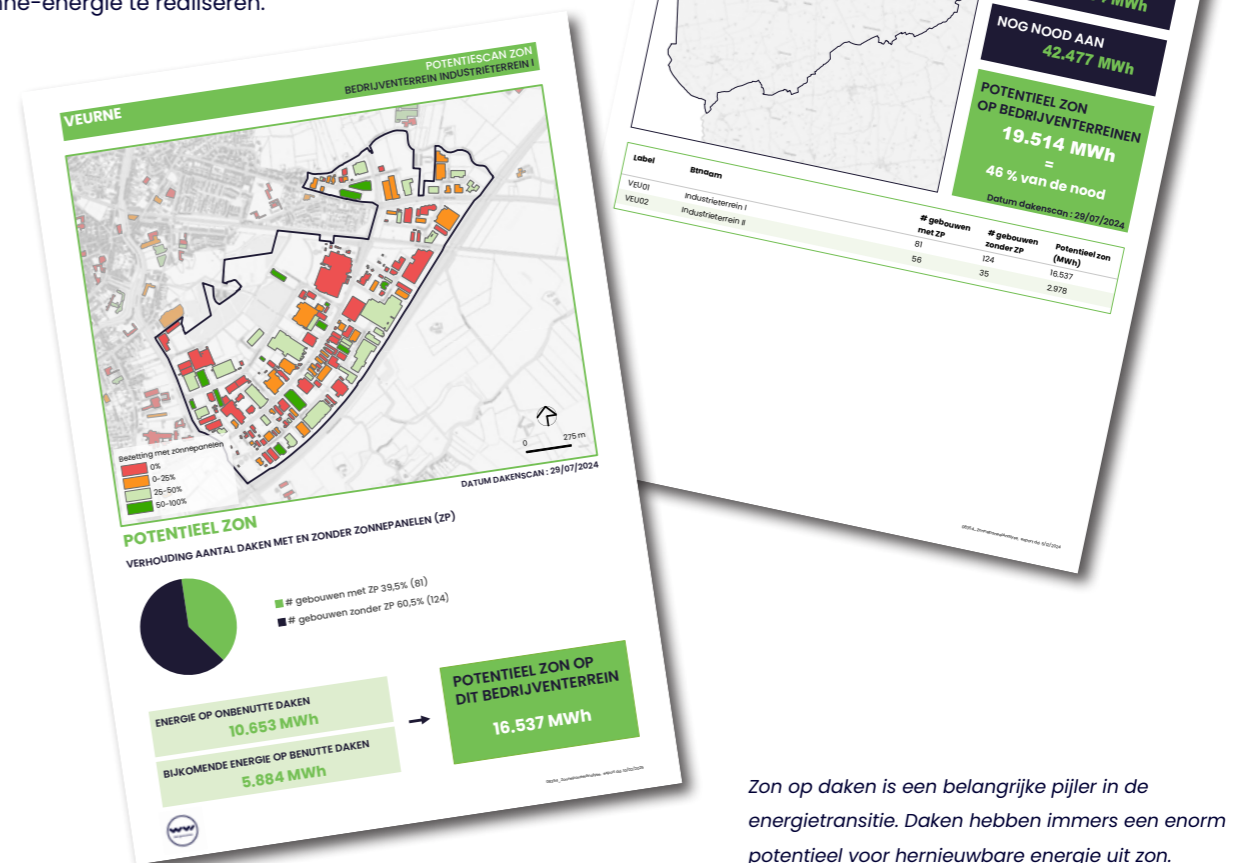 ne-energie te realiseren.
POTENTIESCAN ZON
BEDRIJVENTERREIN INDUSTRIETERREIN I
VEURNE
Bezetting met zonnepanelen
0%
0-25%
25-50%
50-100%
0 275 m
DATUM DAKENSCAN : 29/07/2024
POTENTIEEL ZON
VERHOUDING AANTAL DAKEN MET EN ZONDER ZONNEPANELEN (ZP)
# gebouwen met ZP 39,5% (81)
# gebouwen zonder ZP 60,5% (124)
ENERGIE OP ONBENUTTE DAKEN
10.653 MWh
BIJKOMENDE ENERGIE OP BENUTTE DAKEN
5.884 MWh
POTENTIEEL ZON OP
DIT BEDRIJVENTERREIN
16.537 MWh
MWh
NOG NOOD AAN
42.477 MWh
POTENTIEEL ZON
OP BEDRIJVENTERREINEN
19.514 MWh
=
46 % van de nood
Datum dakenscan : 29/07/2024
Label Btnaam # gebouwen met ZP # gebouwen zonder ZP Potentieel zon (MWh)
VEU01 Industrieterrein I 81 124 16.537
VEU02 Industrieterrein II 56 35 2.978
Zon op daken is een belangrijke pijler in de
energietransitie. Daken hebben immers een enorm
potentieel voor hernieuwbare energie uit zon.